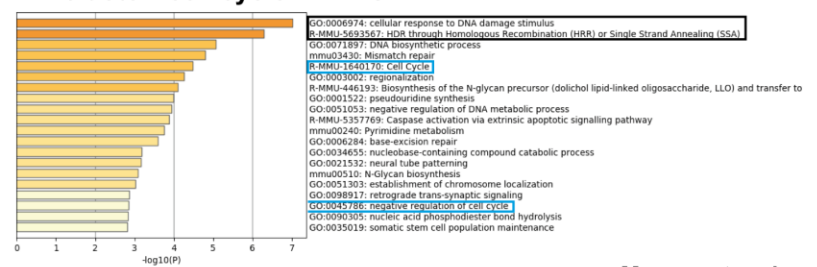 GO:0006974: cellular response to DNA damage stimulus
R-MMU-5693567: HDR through Homologous Recombination (HRR) or Single Strand Annealing (SSA)
GO:0071897: DNA biosynthetic process
mmu03430: Mismatch repair
R-MMU-1640170: Cell Cycle
GO:0003002: regionalization
R-MMU-446193: Biosynthesis of the N-glycan precursor (dolichol lipid-linked oligosaccharide, LLO) and transfer to
GO:0001522: pseudouridine synthesis
GO:0051053: negative regulation of DNA metabolic process
R-MMU-5357769: Caspase activation via extrinsic apoptotic signalling pathway
mmu00240: Pyrimidine metabolism
GO:0006284: base-excision repair
GO:0034655: nucleobase-containing compound catabolic process
GO:0021532: neural tube patterning
mmu00510: N-Glycan biosynthesis
GO:0051303: establishment of chromosome localization
GO:0098917: retrograde trans-synaptic signaling
GO:0045786: negative regulation of cell cycle
GO:0090305: nucleic acid phosphodiester bond hydrolysis
GO:0035019: somatic stem cell population maintenance
0 1 2 3 4 5 6 7
-log10(P)